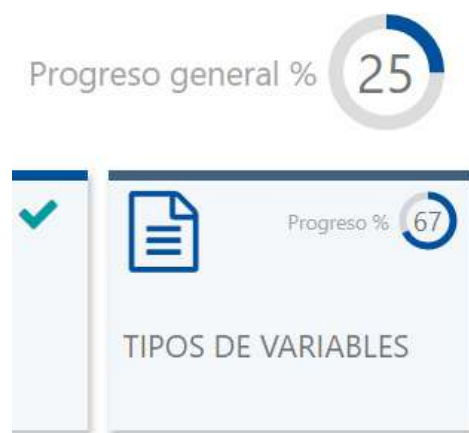 Progreso general % 25
Progreso % 67
TIPOS DE VARIABLES